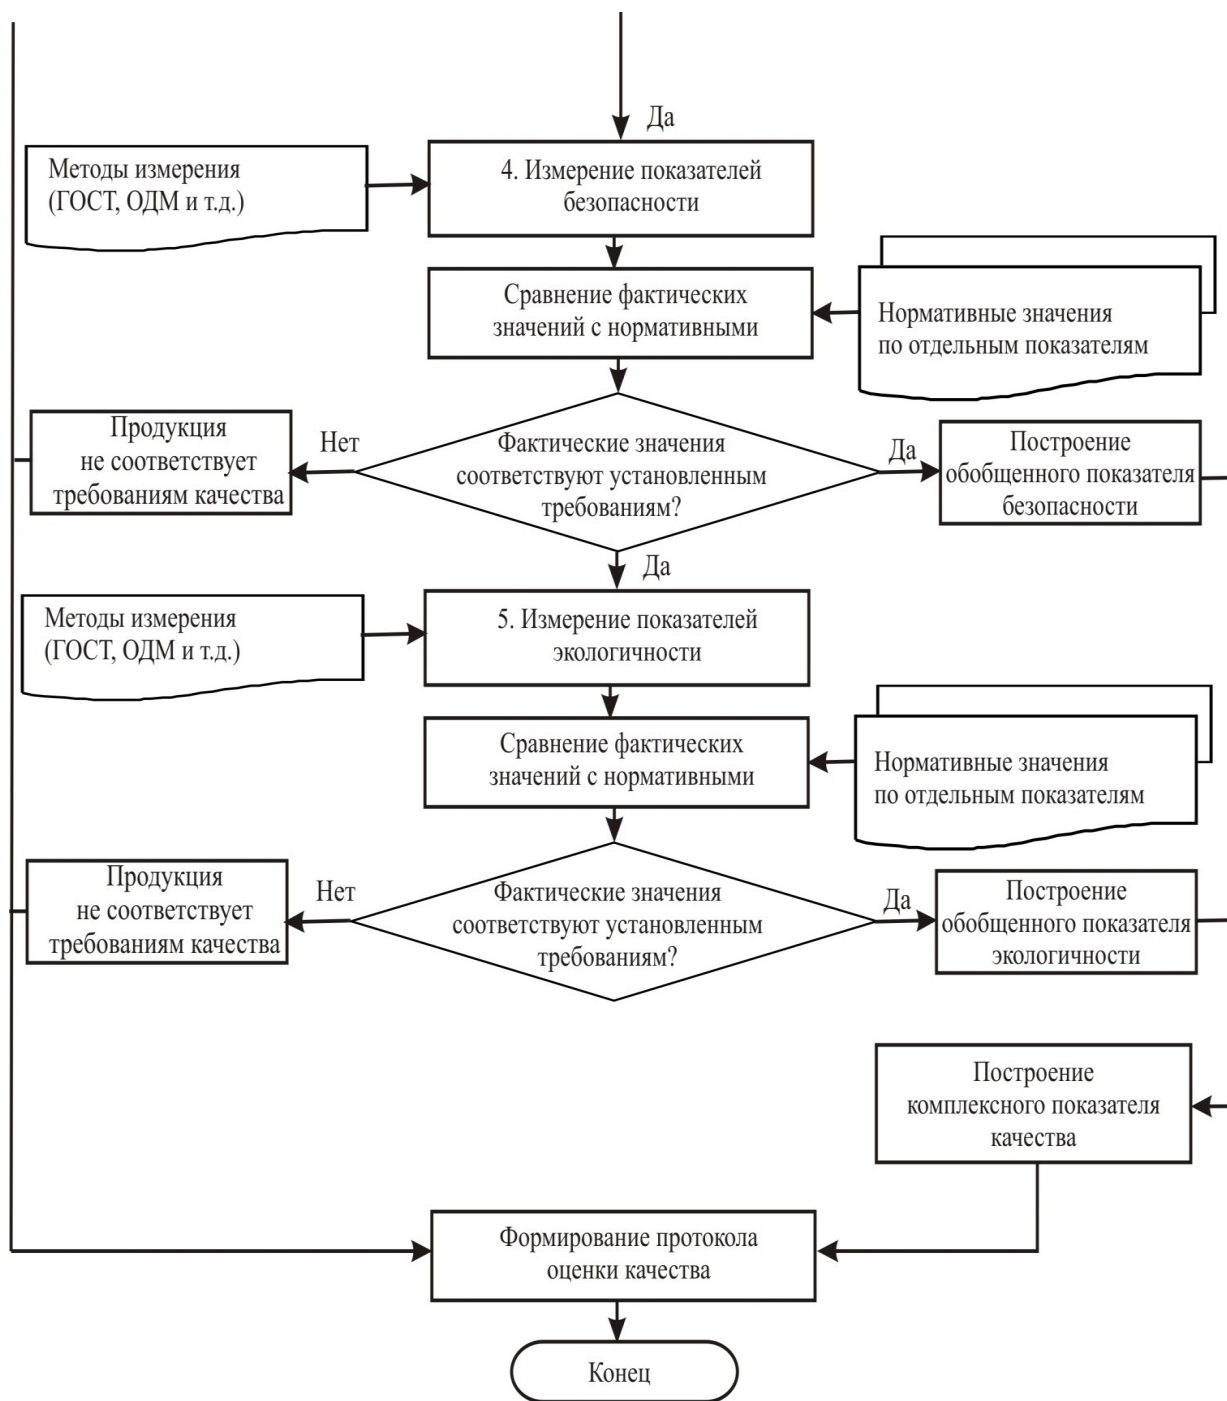 Да
Методы измерения
(ГОСТ, ОДМ и т.д.)
4. Измерение показателей
безопасности
Сравнение фактических
значений с нормативными
Нормативные значения
по отдельным показателям
Продукция
не соответствует
требованиям качества
Нет
Фактические значения
соответствуют установленным
требованиям?
Да
Построение
обобщенного показателя
безопасности
Да
Методы измерения
(ГОСТ, ОДМ и т.д.)
5. Измерение показателей
экологичности
Сравнение фактических
значений с нормативными
Нормативные значения
по отдельным показателям
Продукция
не соответствует
требованиям качества
Нет
Фактические значения
соответствуют установленным
требованиям?
Да
Построение
обобщенного показателя
экологичности
Построение
комплексного показателя
качества
Формирование протокола
оценки качества
Конец